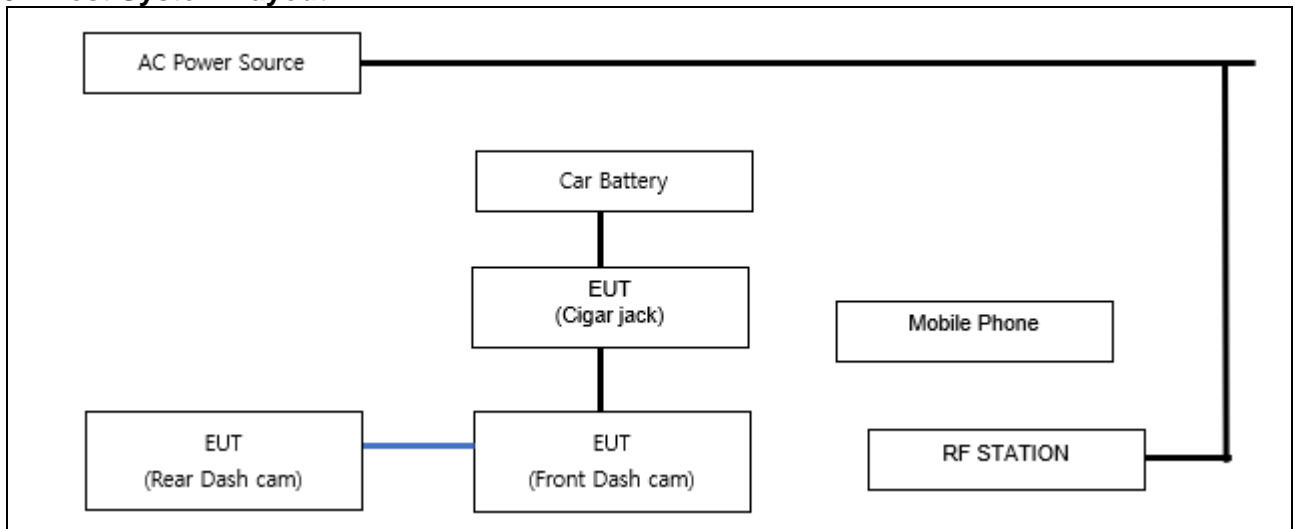 AC Power Source
Car Battery
EUT
(Cigar jack)
Mobile Phone
EUT
(Rear Dash cam)
EUT
(Front Dash cam)
RF STATION